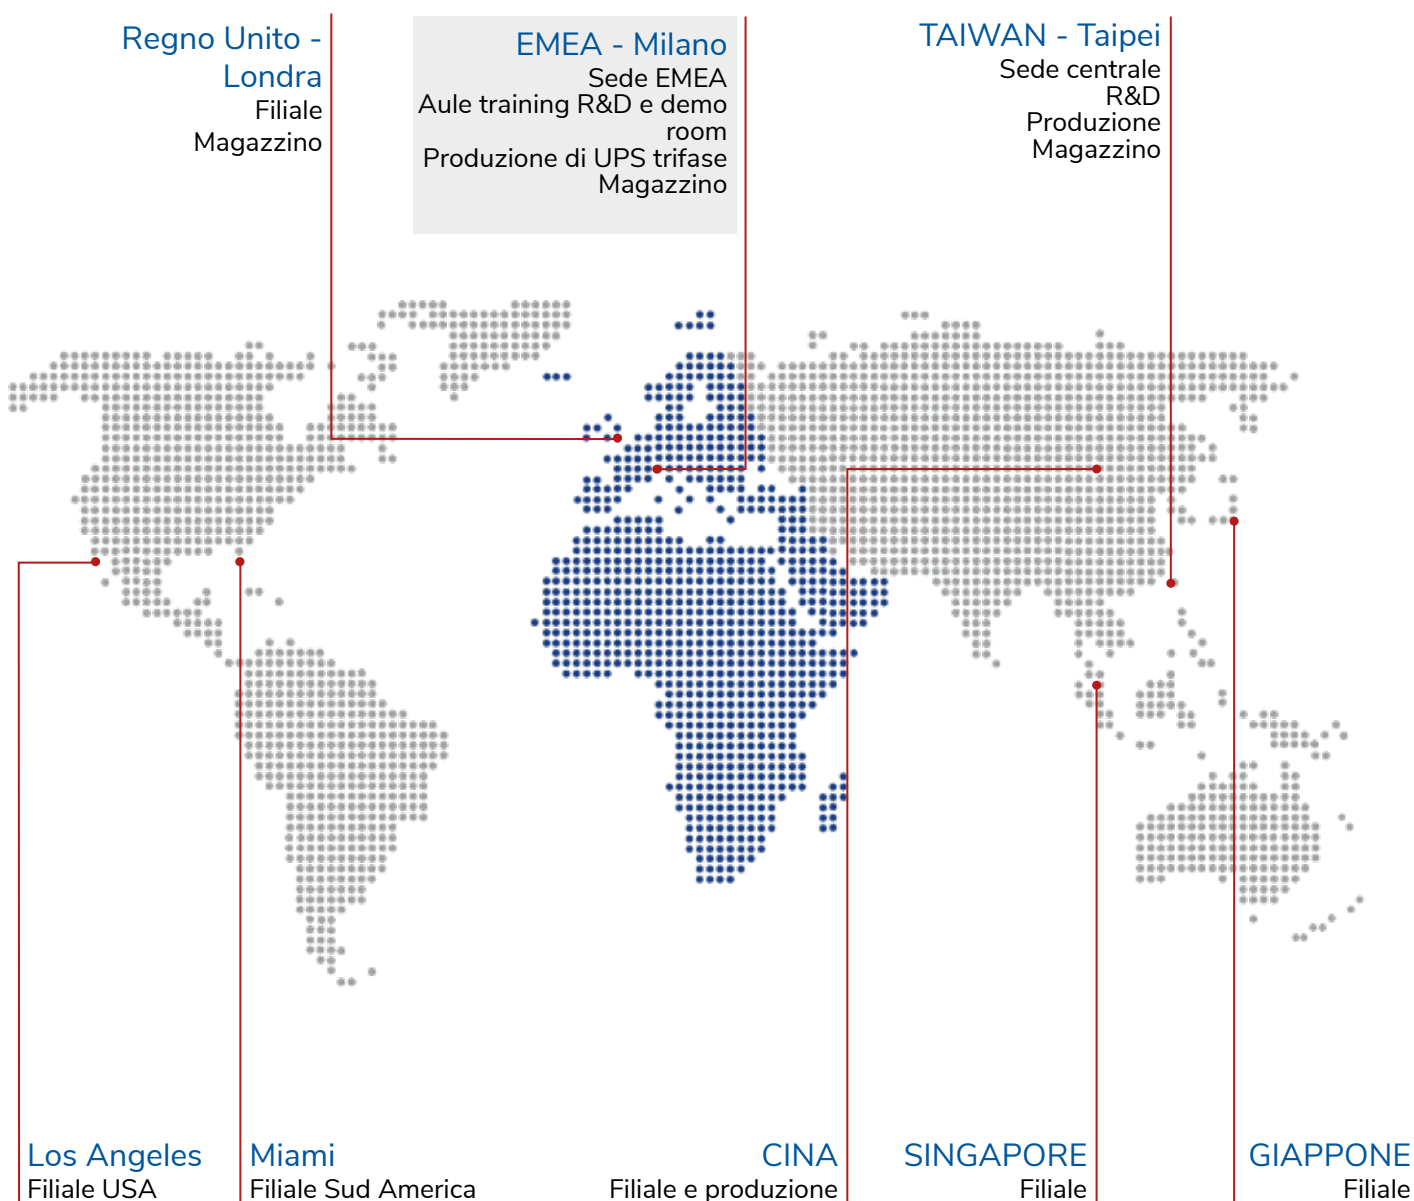 Regno Unito -
Londra
Filiale
Magazzino
EMEA - Milano
Sede EMEA
Aule training R&D e demo
room
Produzione di UPS trifase
Magazzino
TAIWAN - Taipei
Sede centrale
R&D
Produzione
Magazzino
Los Angeles
Filiale USA
Miami
Filiale Sud America
CINA
Filiale e produzione
SINGAPORE
Filiale
GIAPPONE
Filiale